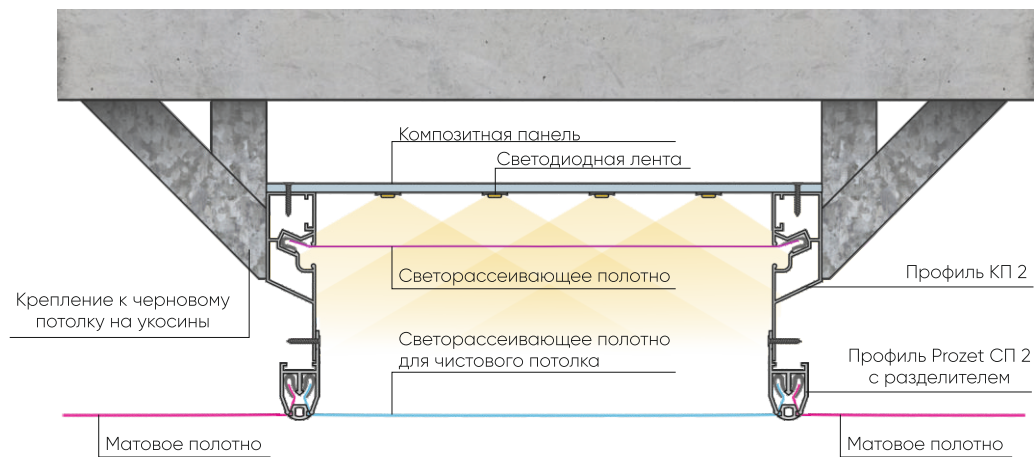 Композитная панель
Светодиодная лента
Светорассеивающее полотно
Профиль КП 2
Крепление к черновому
потолку на укосины
Светорассеивающее полотно
для чистового потолка
Профиль Prozet СП 2
с разделителем
Матовое полотно
Матовое полотно